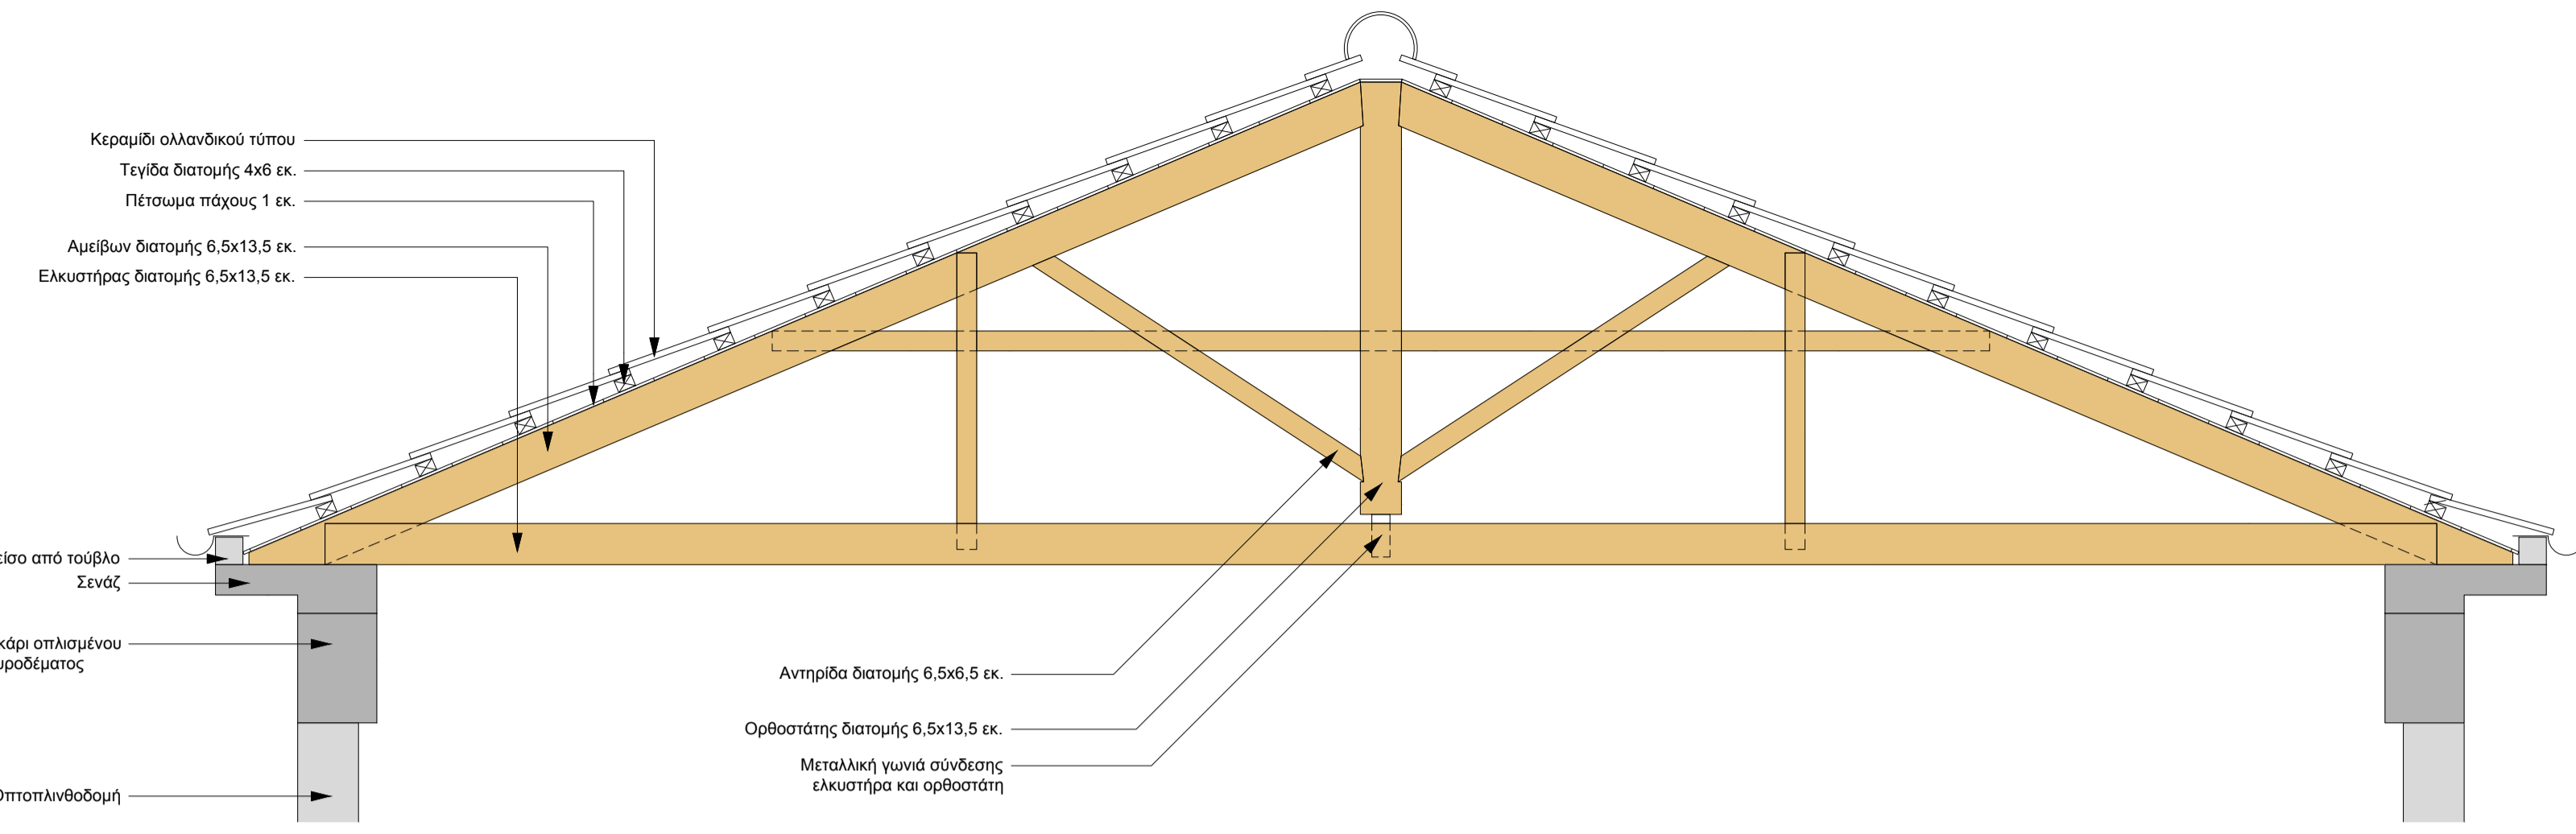 Κεραμίδι ολλανδικού τύπου
Τεγίδα διατομής 4x6 εκ.
Πέτσωμα πάχους 1 εκ.
Αμείβων διατομής 6,5x13,5 εκ.
Ελκυστήρας διατομής 6,5x13,5 εκ.
από τούβλο
Σενάζ
οπλισμένου
Οπτοπλινθοδομή
Αντηρίδα διατομής 6,5x6,5 εκ.
Ορθοστάτης διατομής 6,5x13,5 εκ.
Μεταλλική γωνιά σύνδεσης
ελκυστήρα και ορθοστάτη